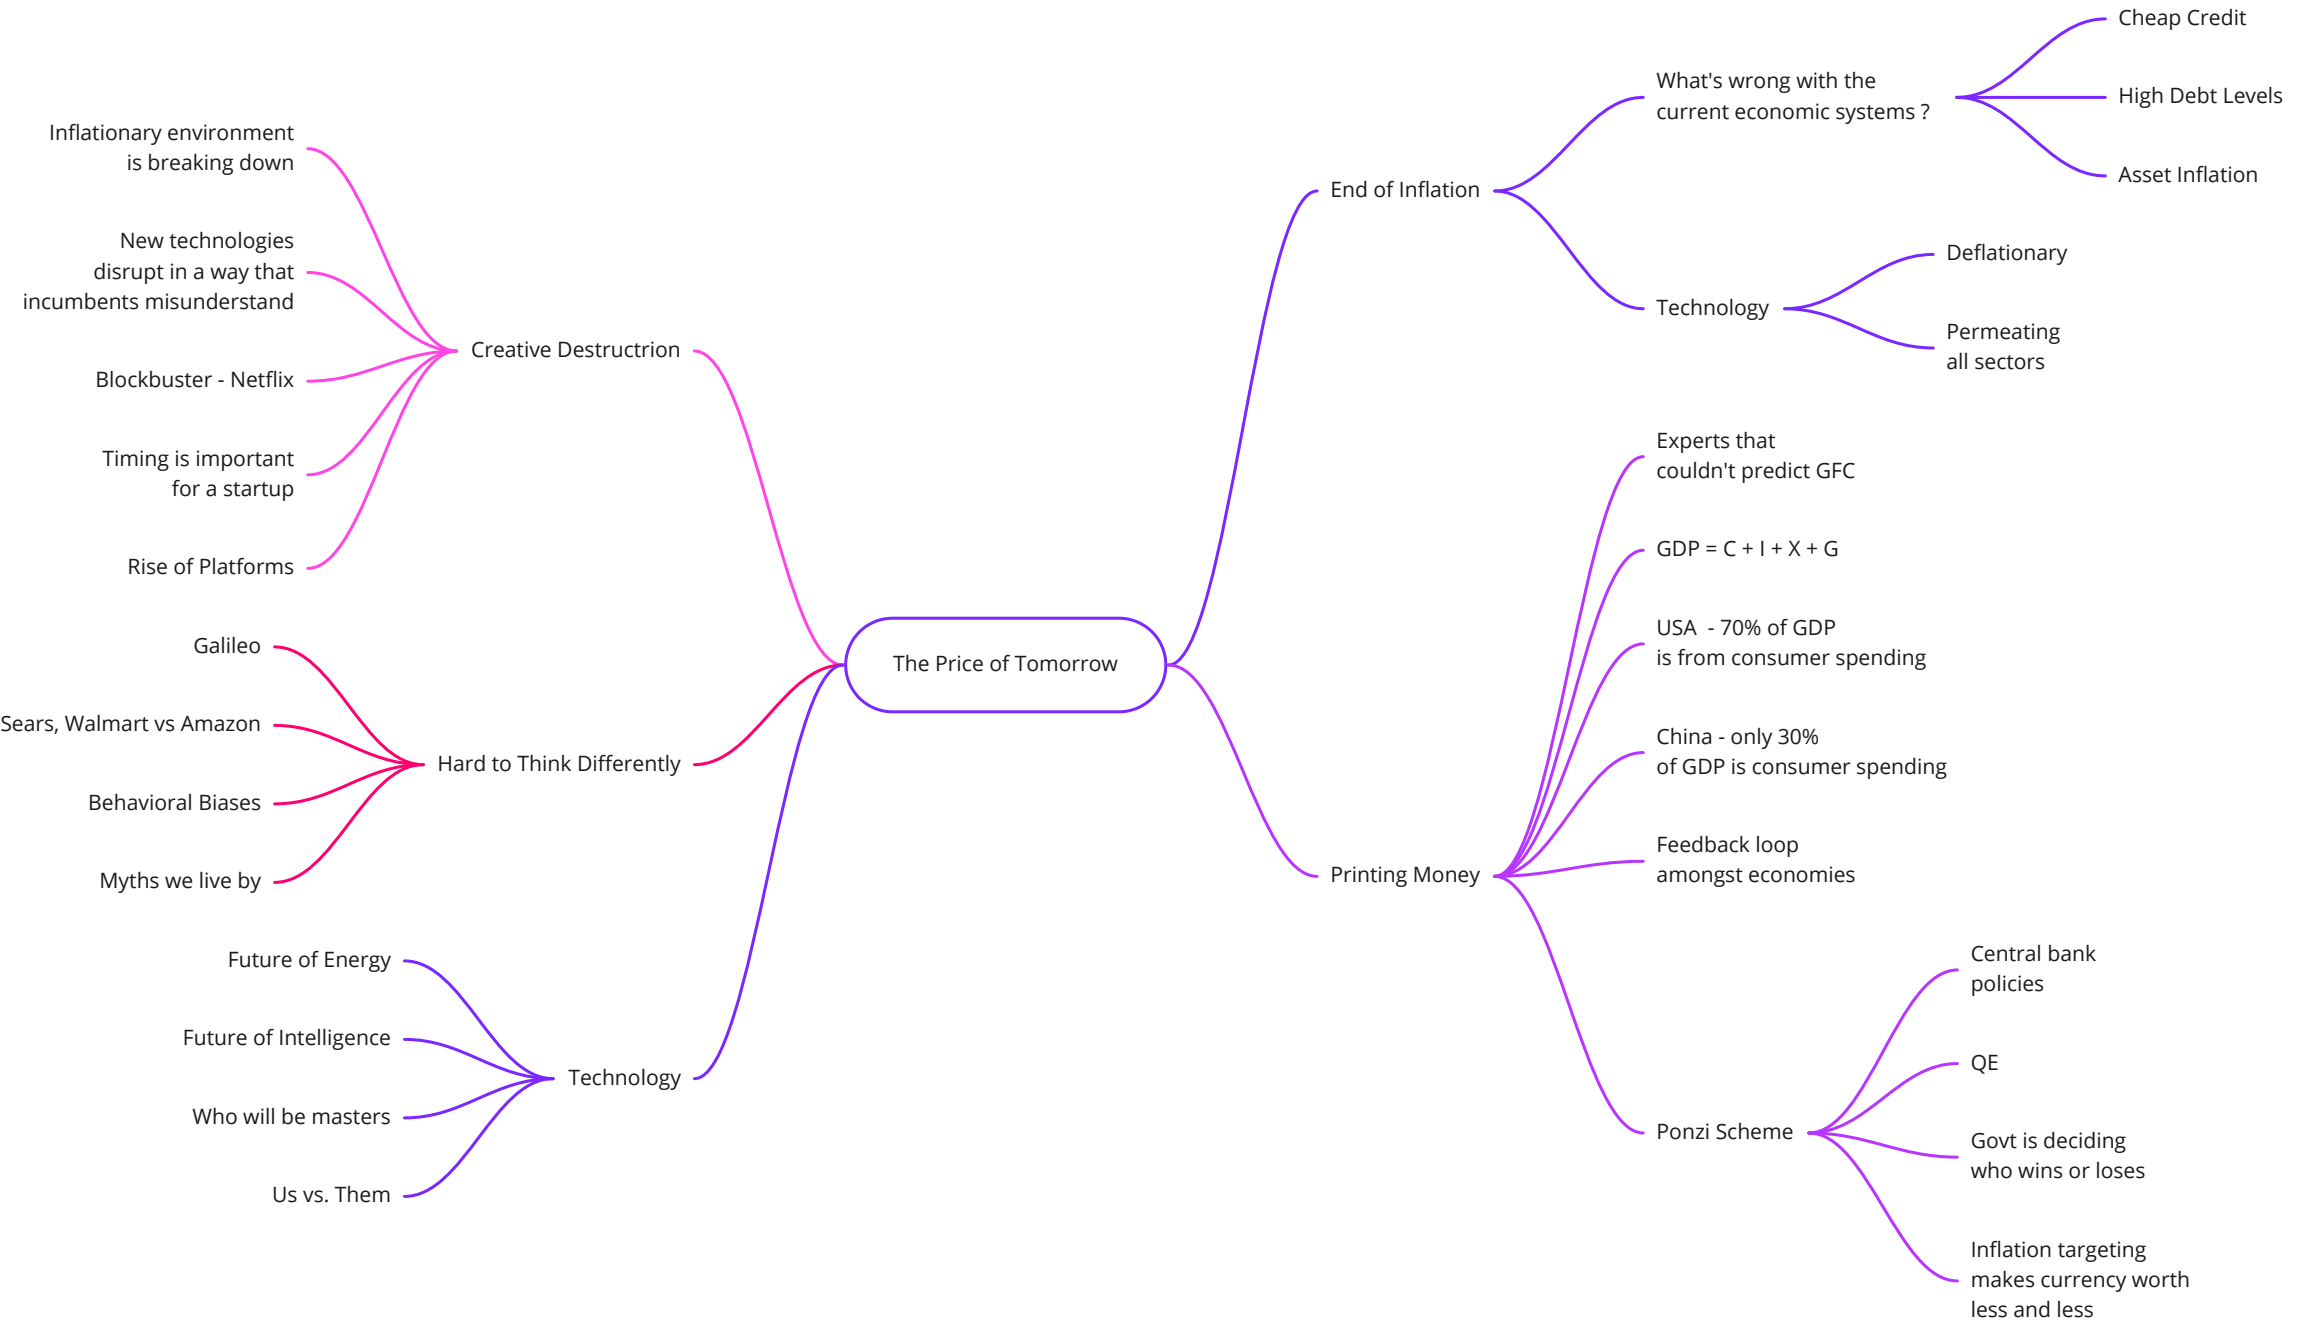 The Price of Tomorrow
End of Inflation
What's wrong with the
current economic systems ?
Cheap Credit
High Debt Levels
Asset Inflation
Technology
Deflationary
Permeating
all sectors
Printing Money
Experts that
couldn't predict GFC
GDP = C + I + X + G
USA  - 70% of GDP
is from consumer spending
China - only 30%
of GDP is consumer spending
Feedback loop
amongst economies
Ponzi Scheme
Central bank
policies
QE
Govt is deciding
who wins or loses
Inflation targeting
makes currency worth
less and less
Creative Destructrion
Inflationary environment
is breaking down
New technologies
disrupt in a way that
incumbents misunderstand
Blockbuster - Netflix
Timing is important
for a startup
Rise of Platforms
Hard to Think Differently
Galileo
Sears, Walmart vs Amazon
Behavioral Biases
Myths we live by
Technology
Future of Energy
Future of Intelligence
Who will be masters
Us vs. Them